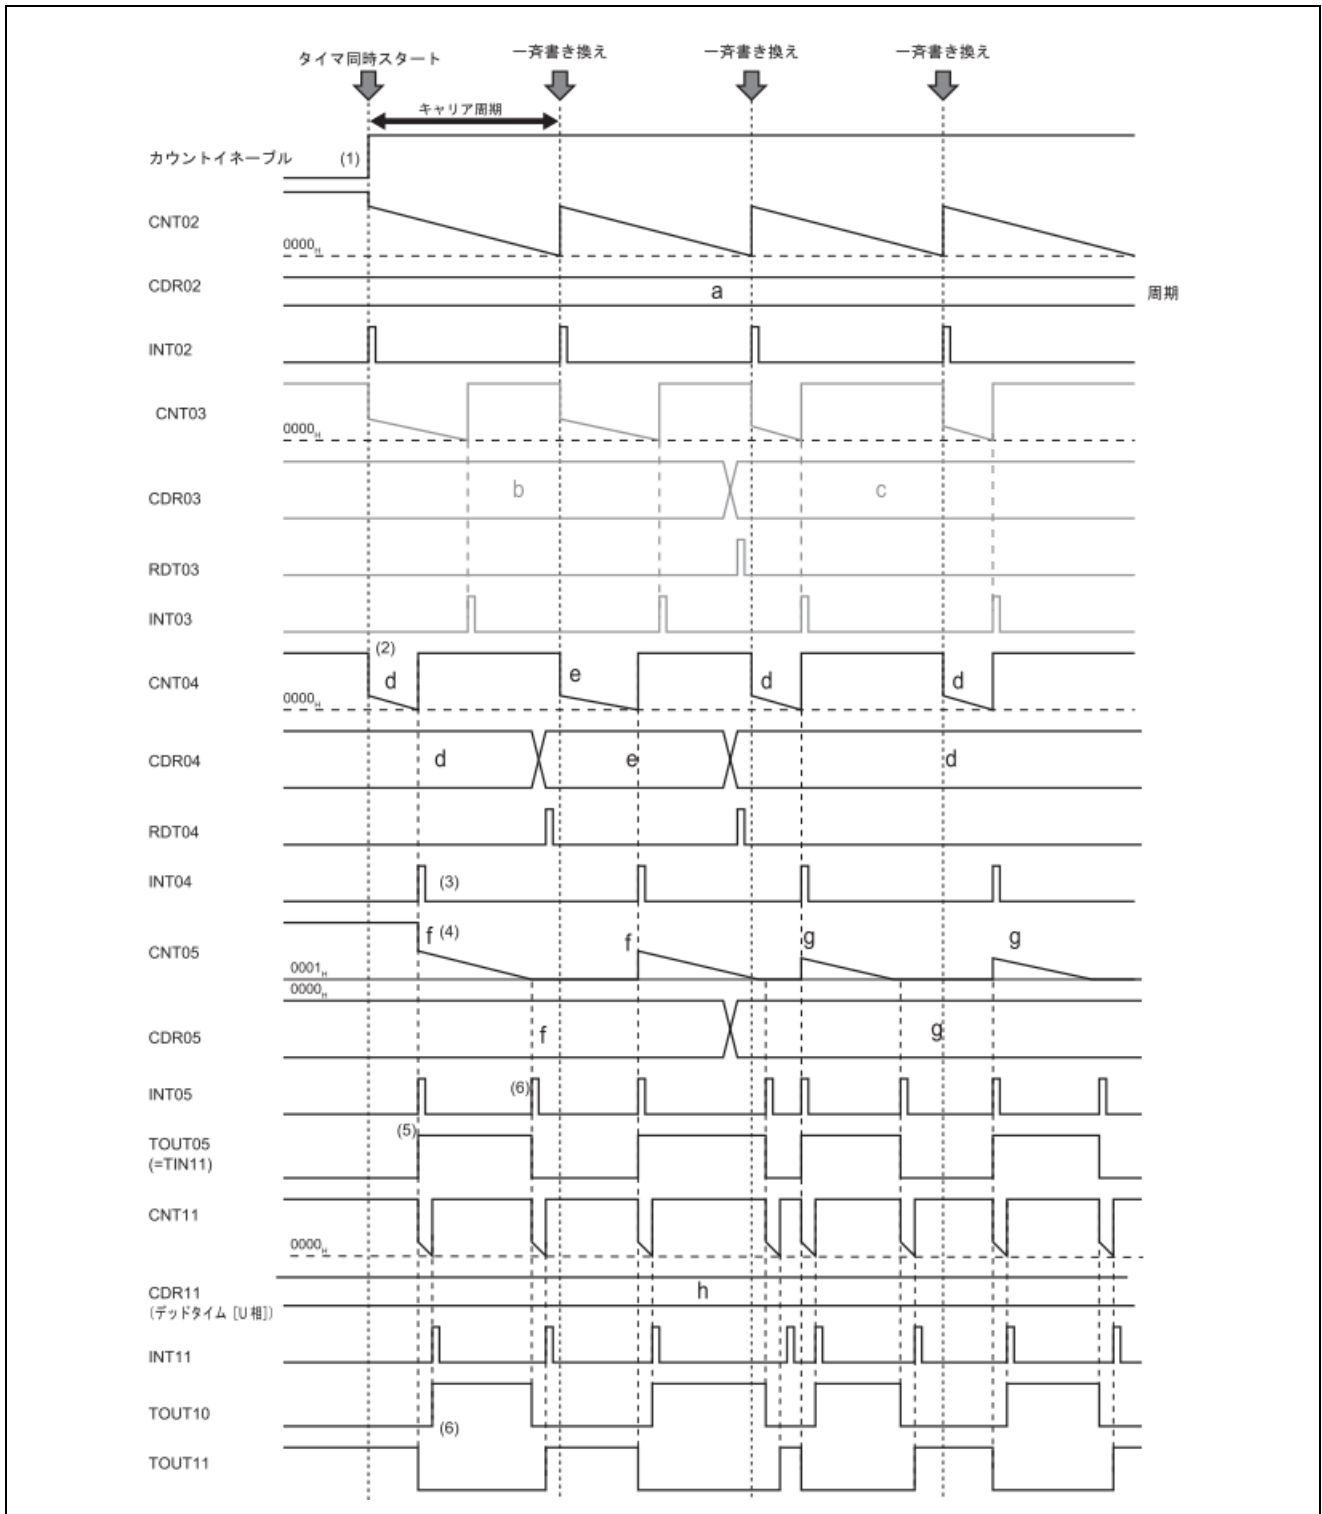 タイマ同時スタート
一斉書き換え
一斉書き換え
一斉書き換え
キャリア周期
カウントイネーブル (1)
CNT02
0000H
CDR02
a
周期
INT02
CNT03
0000H
CDR03
b
c
RDT03
INT03
(2)
CNT04
d
e
d
d
0000H
CDR04
d
e
d
RDT04
INT04
(3)
CNT05
f (4)
f
g
g
0001H
0000H
CDR05
f
g
INT05
(6)
TOUT05
(=TIN11)
(5)
CNT11
0000H
CDR11
(デッドタイム [U相])
h
INT11
TOUT10
(6)
TOUT11